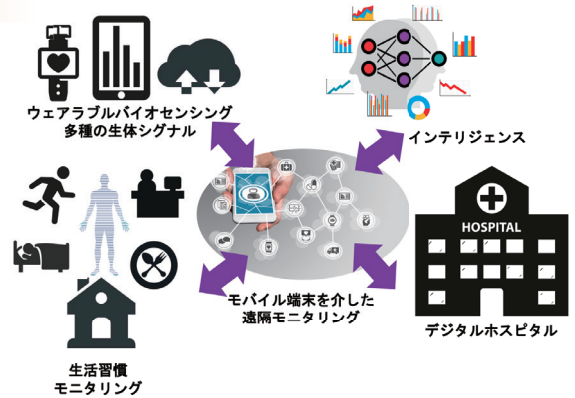 ウェアラブルバイオセンシング
多種の生体シグナル
インテリジェンス
HOSPITAL
モバイル端末を介した
遠隔モニタリング
デジタルホスピタル
生活習慣
モニタリング